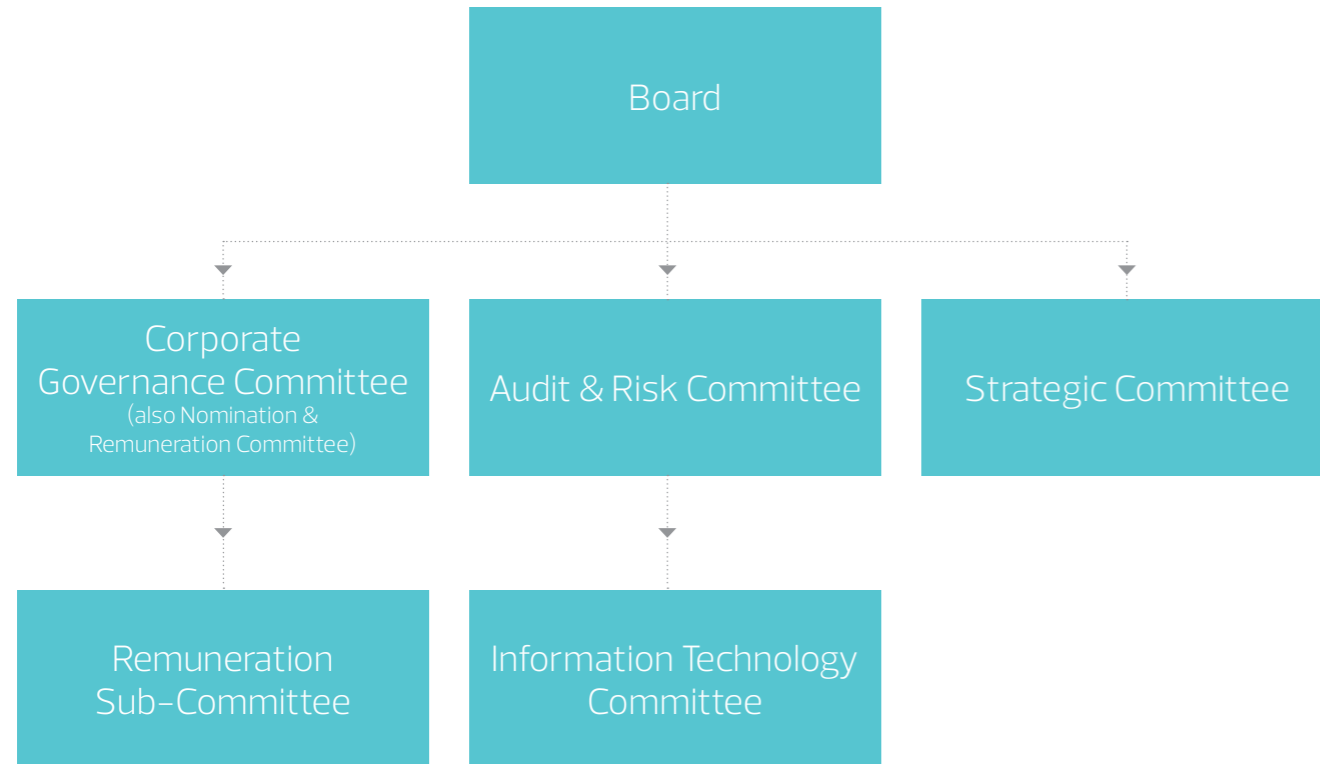 Board
Corporate
Governance Committee
(also Nomination &
Remuneration Committee)
Audit & Risk Committee
Strategic Committee
Remuneration
Sub-Committee
Information Technology
Committee